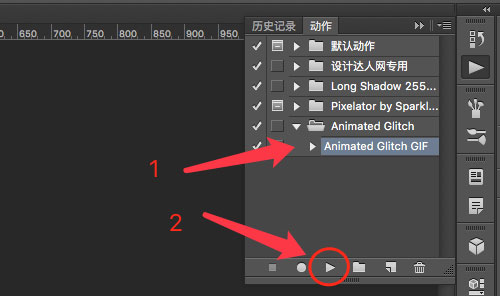 历史记录 动作
650 700 750 800 850 900 950
默认动作
设计达人网专用
Long Shadow 255...
Pixelator by Sparkl...
Animated Glitch
Animated Glitch GIF
1
2